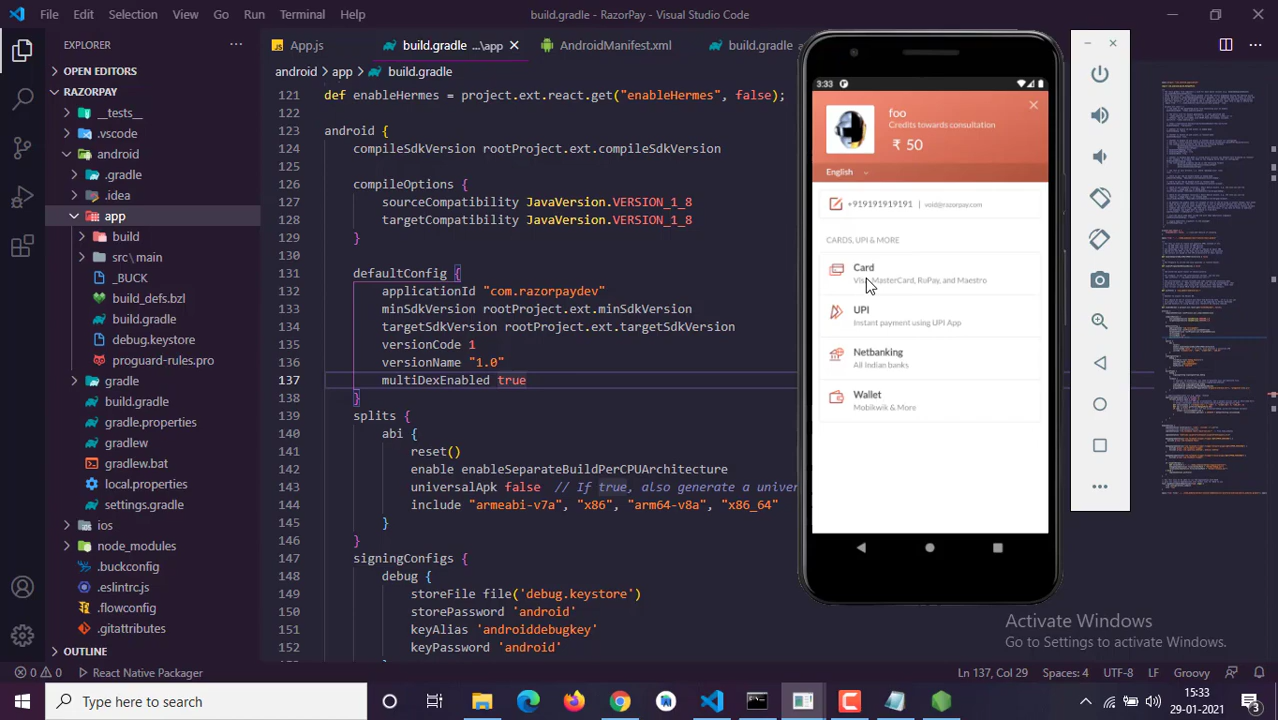 File Edit Selection View Go Run Terminal Help
build.gradle - RazorPay - Visual Studio Code
EXPLORER
OPEN EDITORS
RAZORPAY
__tests__
.vscode
android
.gradle
.idea
app
build
src\main
_BUCK
build_defs.bzl
build.gradle
debug.keystore
proguard-rules.pro
gradle
build.gradle
gradle.properties
gradlew
gradlew.bat
local.properties
settings.gradle
ios
node_modules
.buckconfig
.eslintrc.js
.flowconfig
.gitattributes
OUTLINE
App.js
build.gradle ...\app
AndroidManifest.xml
build.gradle
android > app > build.gradle
121 def enableHermes = project.ext.react.get("enableHermes", false);
122
123 android {
124 compileSdkVersion rootProject.ext.compileSdkVersion
125
126 compileOptions {
127 sourceCompatibility JavaVersion.VERSION_1_8
128 targetCompatibility JavaVersion.VERSION_1_8
129 }
130
131 defaultConfig {
132 applicationId "com.razorpaydev"
133 minSdkVersion rootProject.ext.minSdkVersion
134 targetSdkVersion rootProject.ext.targetSdkVersion
135 versionCode 1
136 versionName "1.0"
137 multiDexEnabled true
138 }
139 splits {
140 abi {
141 reset()
142 enable enableSeparateBuildPerCPUArchitecture
143 universalApk false // If true, also generate a univer
144 include "armeabi-v7a", "x86", "arm64-v8a", "x86_64"
145 }
146 }
147 signingConfigs {
148 debug {
149 storeFile file('debug.keystore')
150 storePassword 'android'
151 keyAlias 'androiddebugkey'
152 keyPassword 'android'
3:33
foo
Credits towards consultation
₹ 50
English
+919191919191 | void@razorpay.com
CARDS, UPI & MORE
Card
Visa, MasterCard, RuPay, and Maestro
UPI
Instant payment using UPI App
Netbanking
All Indian banks
Wallet
Mobikwik & More
Activate Windows
Go to Settings to activate Windows.
0 0 React Native Packager
Ln 137, Col 29 Spaces: 4 UTF-8 LF Groovy
Type here to search
15:33
29-01-2021
3